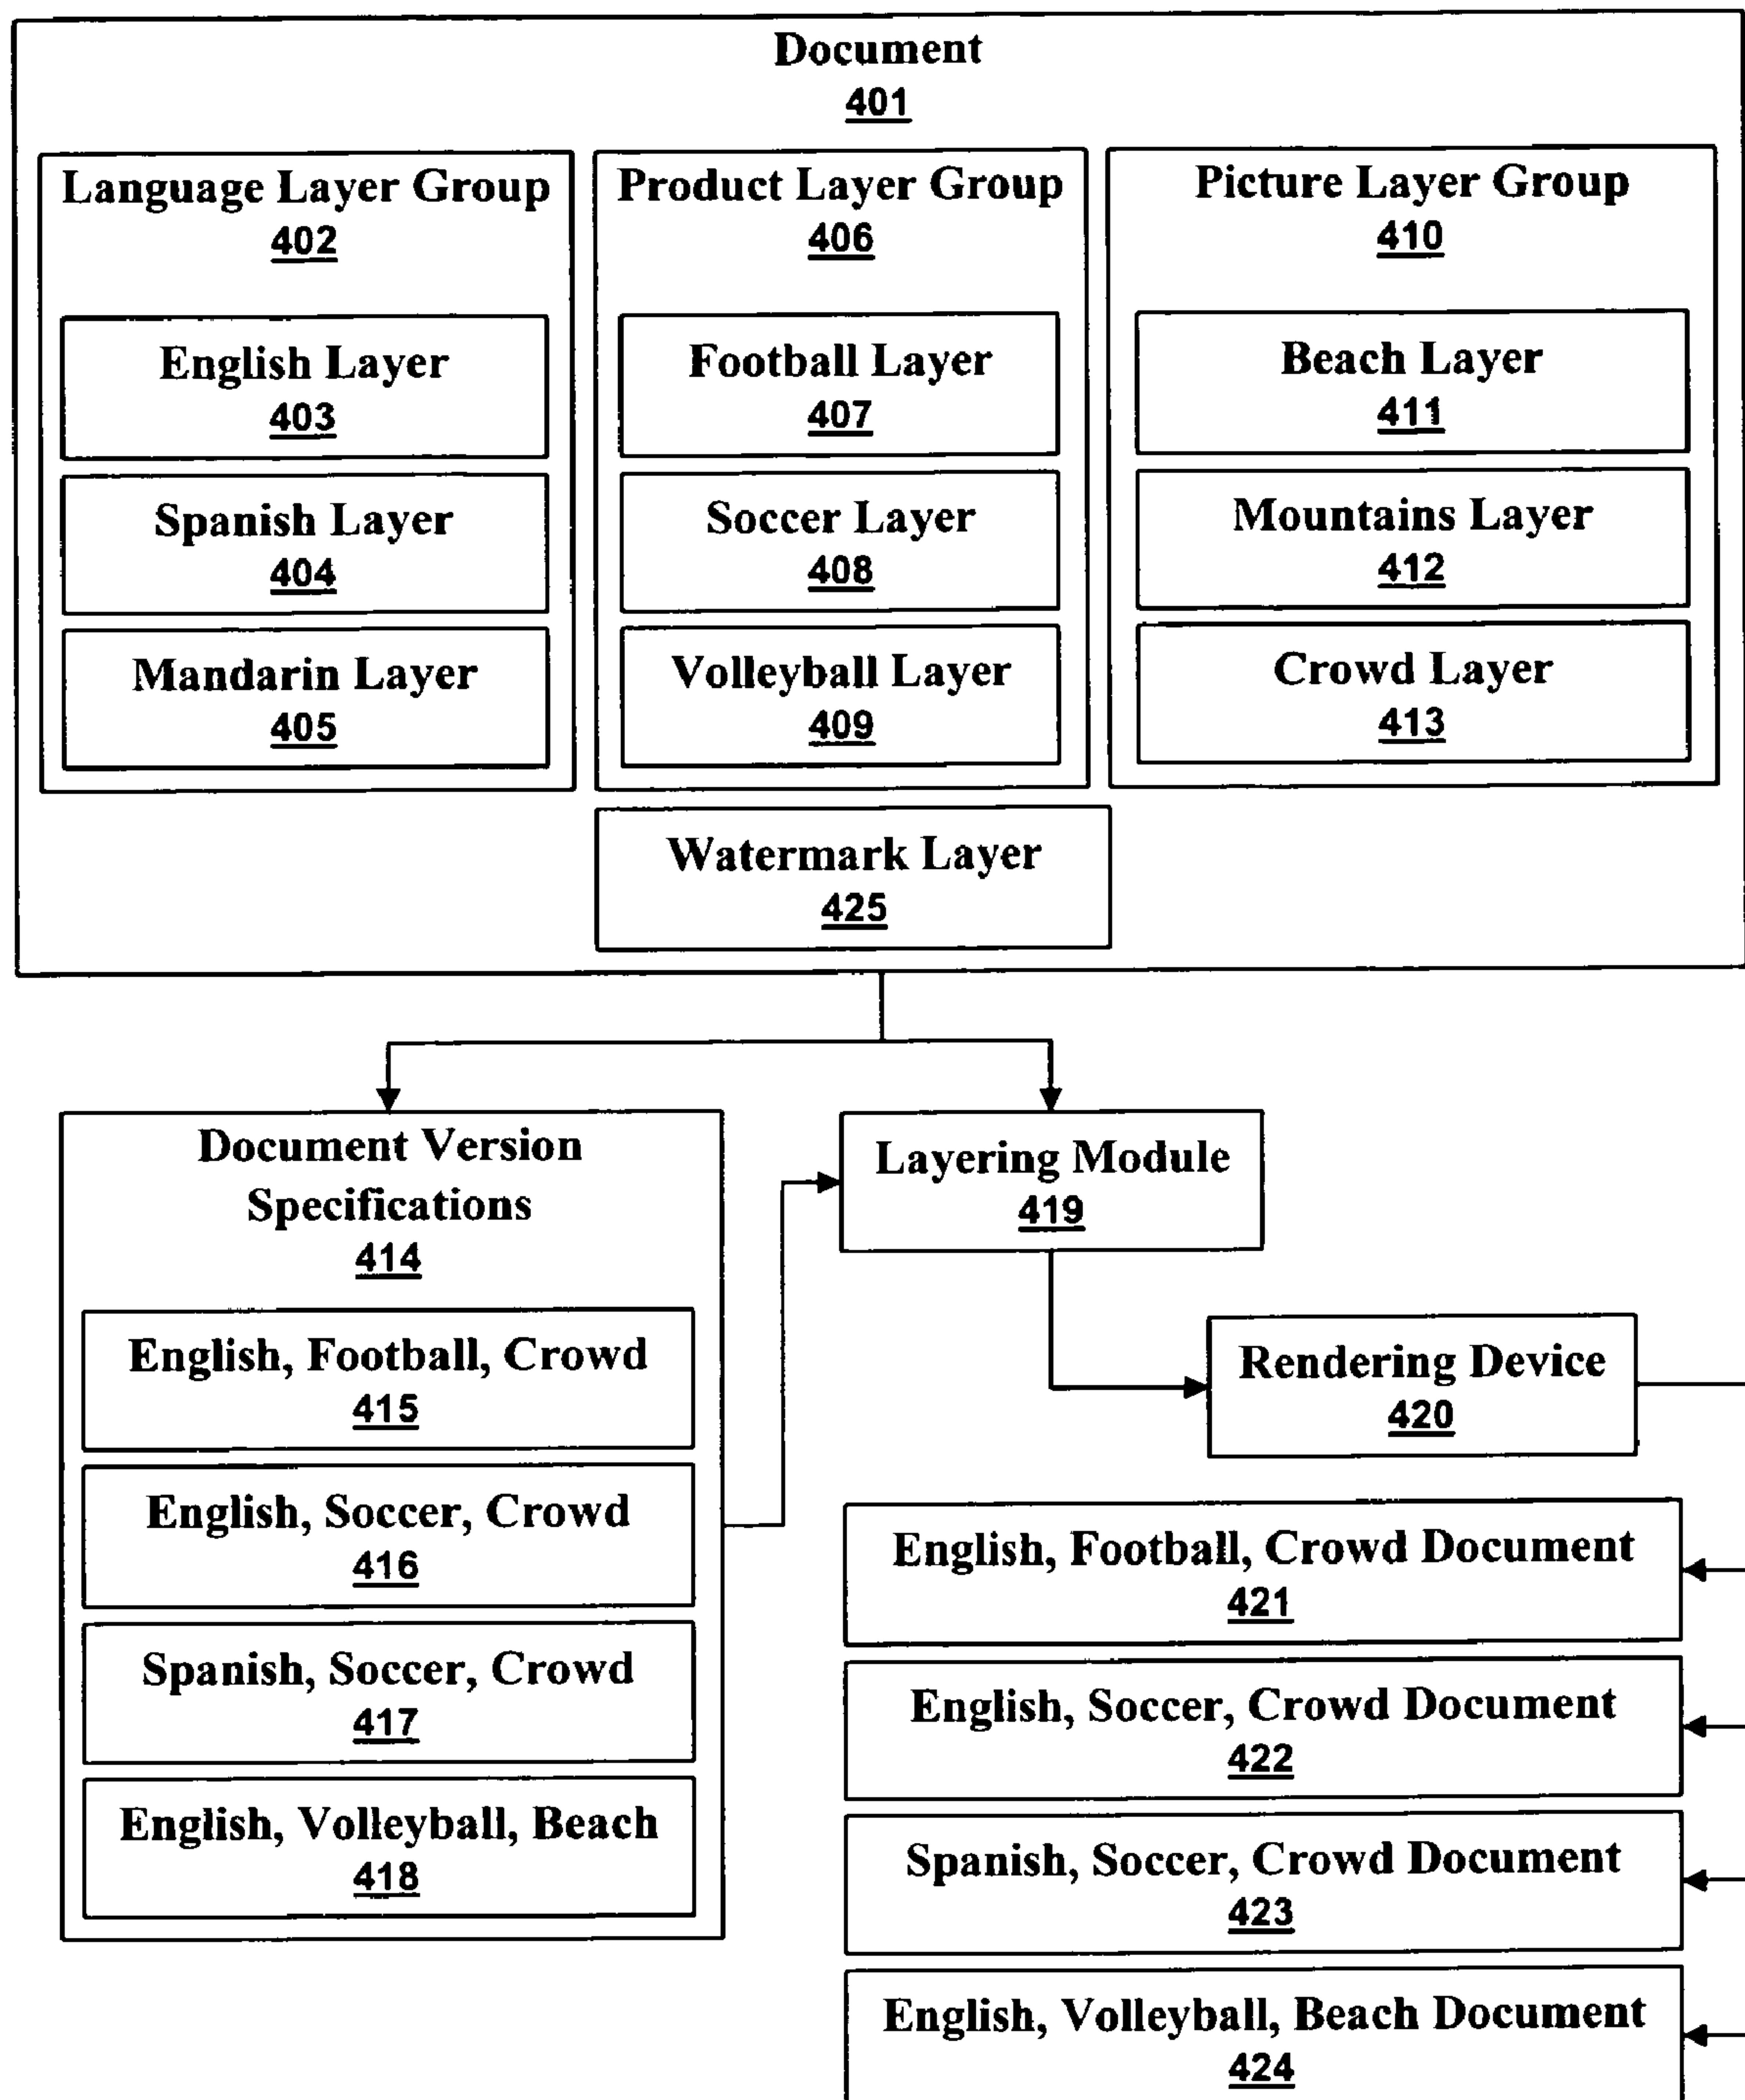 Document
401
Language Layer Group
402
English Layer
403
Spanish Layer
404
Mandarin Layer
405
Product Layer Group
406
Football Layer
407
Soccer Layer
408
Volleyball Layer
409
Picture Layer Group
410
Beach Layer
411
Mountains Layer
412
Crowd Layer
413
Watermark Layer
425
Document Version
Specifications
414
English, Football, Crowd
415
English, Soccer, Crowd
416
Spanish, Soccer, Crowd
417
English, Volleyball, Beach
418
Layering Module
419
Rendering Device
420
English, Football, Crowd Document
421
English, Soccer, Crowd Document
422
Spanish, Soccer, Crowd Document
423
English, Volleyball, Beach Document
424